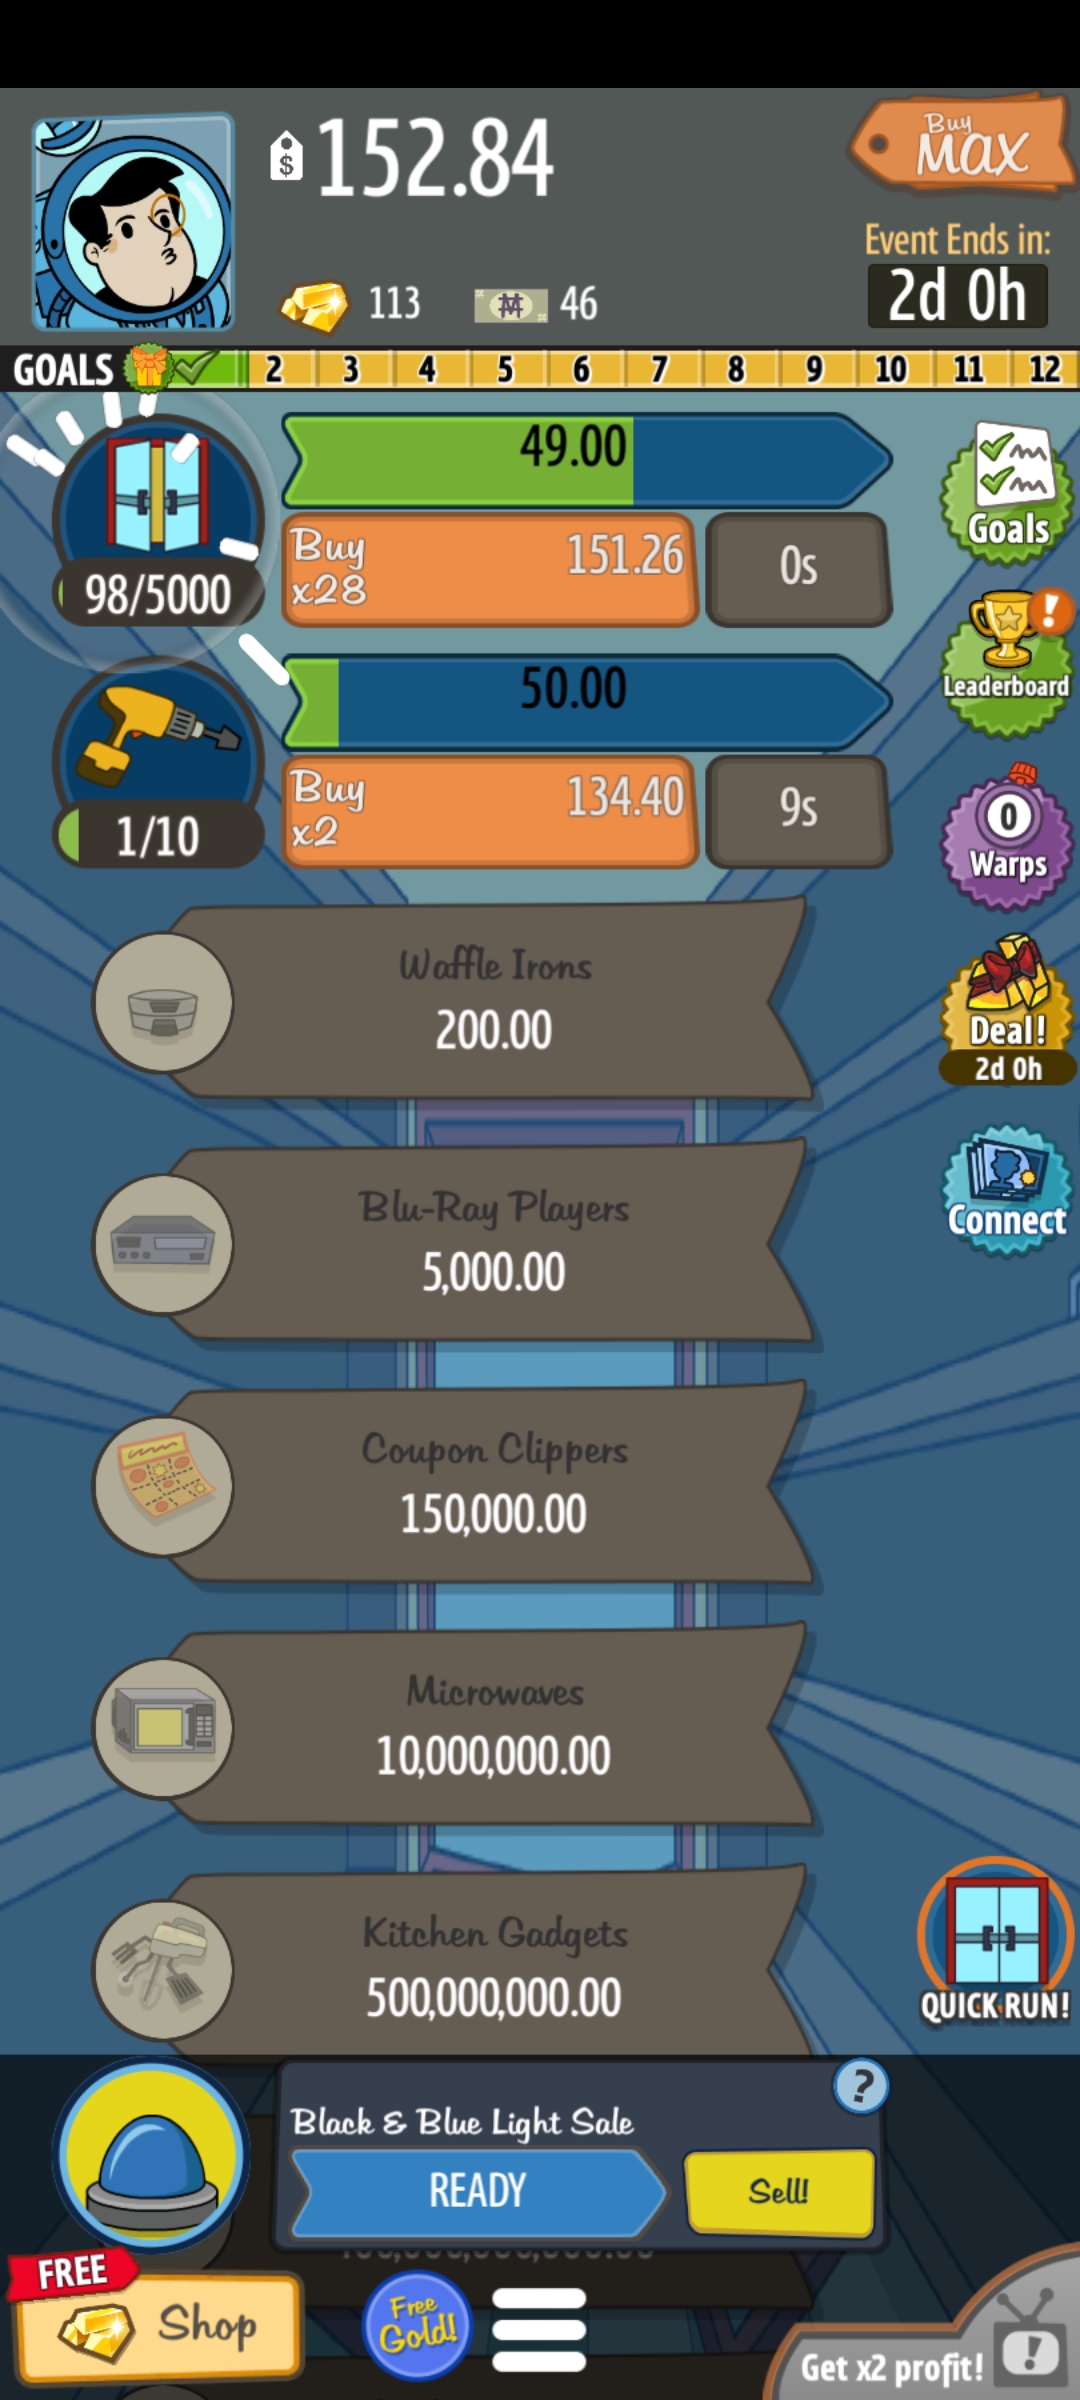 $ 152.84
Buy
MAX
Event Ends in:
113
46
2d 0h
GOALS 2 3 4 5 6 7 8 9 10 11 12
49.00
Buy
x28
151.26
0s
98/5000
Goals
50.00
Leaderboard
Buy
x2
134.40
9s
1/10
0
Warps
Waffle Irons
200.00
Deal!
2d 0h
Blu-Ray Players
5,000.00
Connect
Coupon Clippers
150,000.00
Microwaves
10,000,000.00
Kitchen Gadgets
500,000,000.00
QUICK RUN!
?
Black & Blue Light Sale
READY
Sell!
FREE
Shop
Free
Gold!
Get x2 profit!